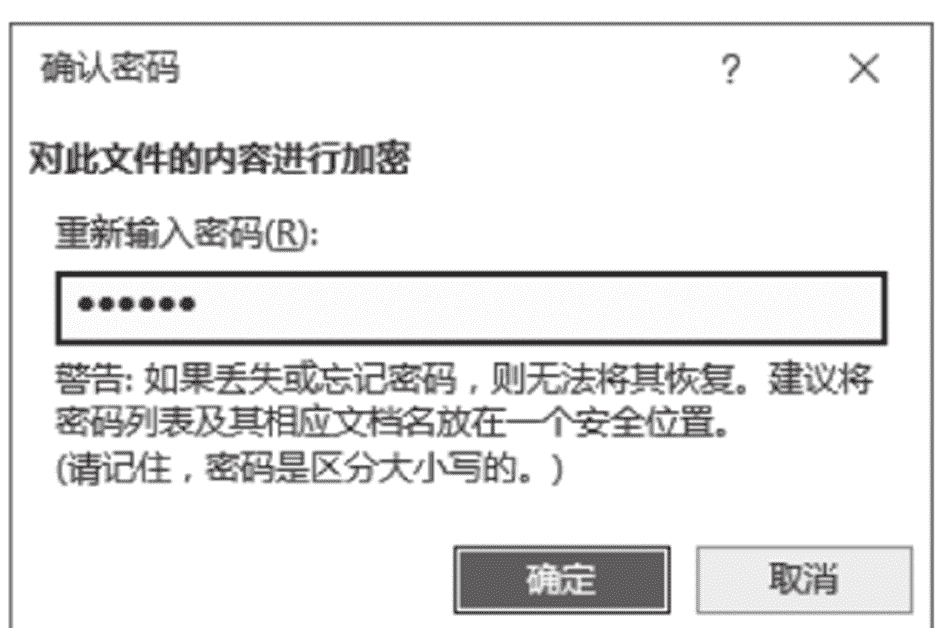 确认密码 ?
对此文件的内容进行加密
重新输入密码(R):
••••••
警告: 如果丢失或忘记密码，则无法将其恢复。建议将
密码列表及其相应文档名放在一个安全位置。
(请记住，密码是区分大小写的。)
确定 取消